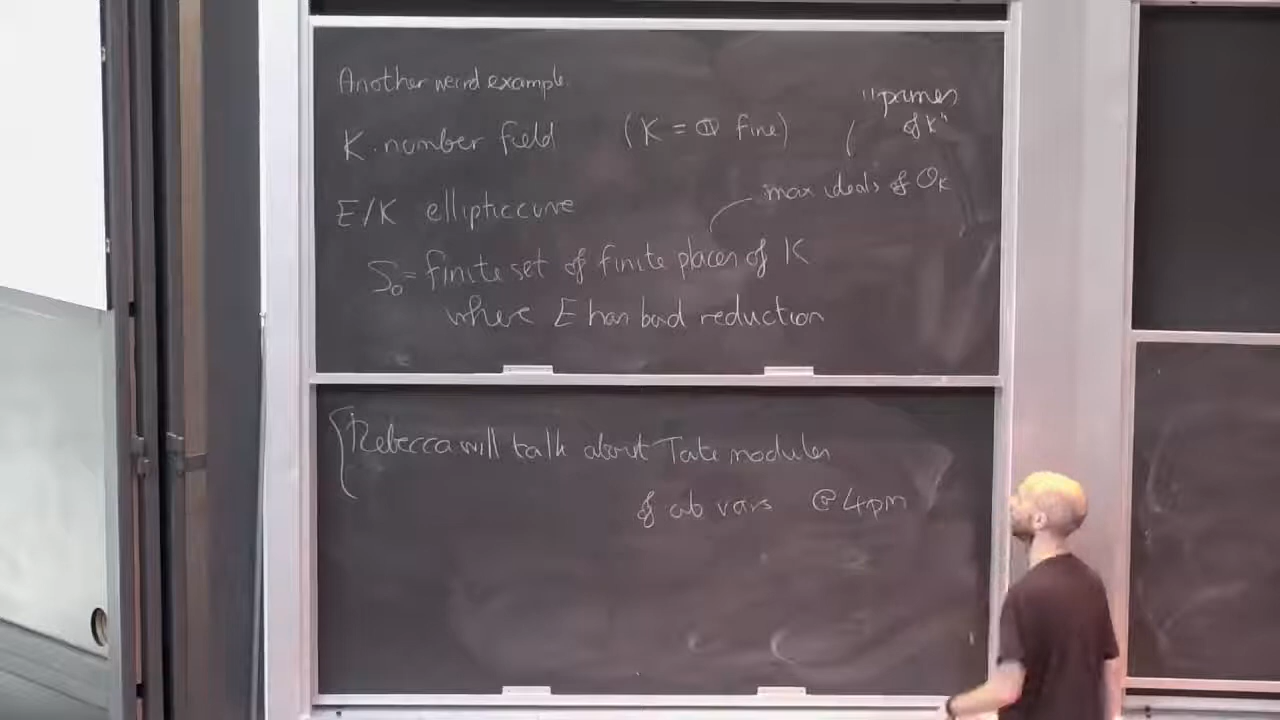 Another weird example.
K number field (K = ℚ fine)
"primes
of K"
max ideals of O_K
E/K elliptic curve
S₀ = finite set of finite places of K
where E has bad reduction
Rebecca will talk about Tate modules
of ab vars @ 4pm